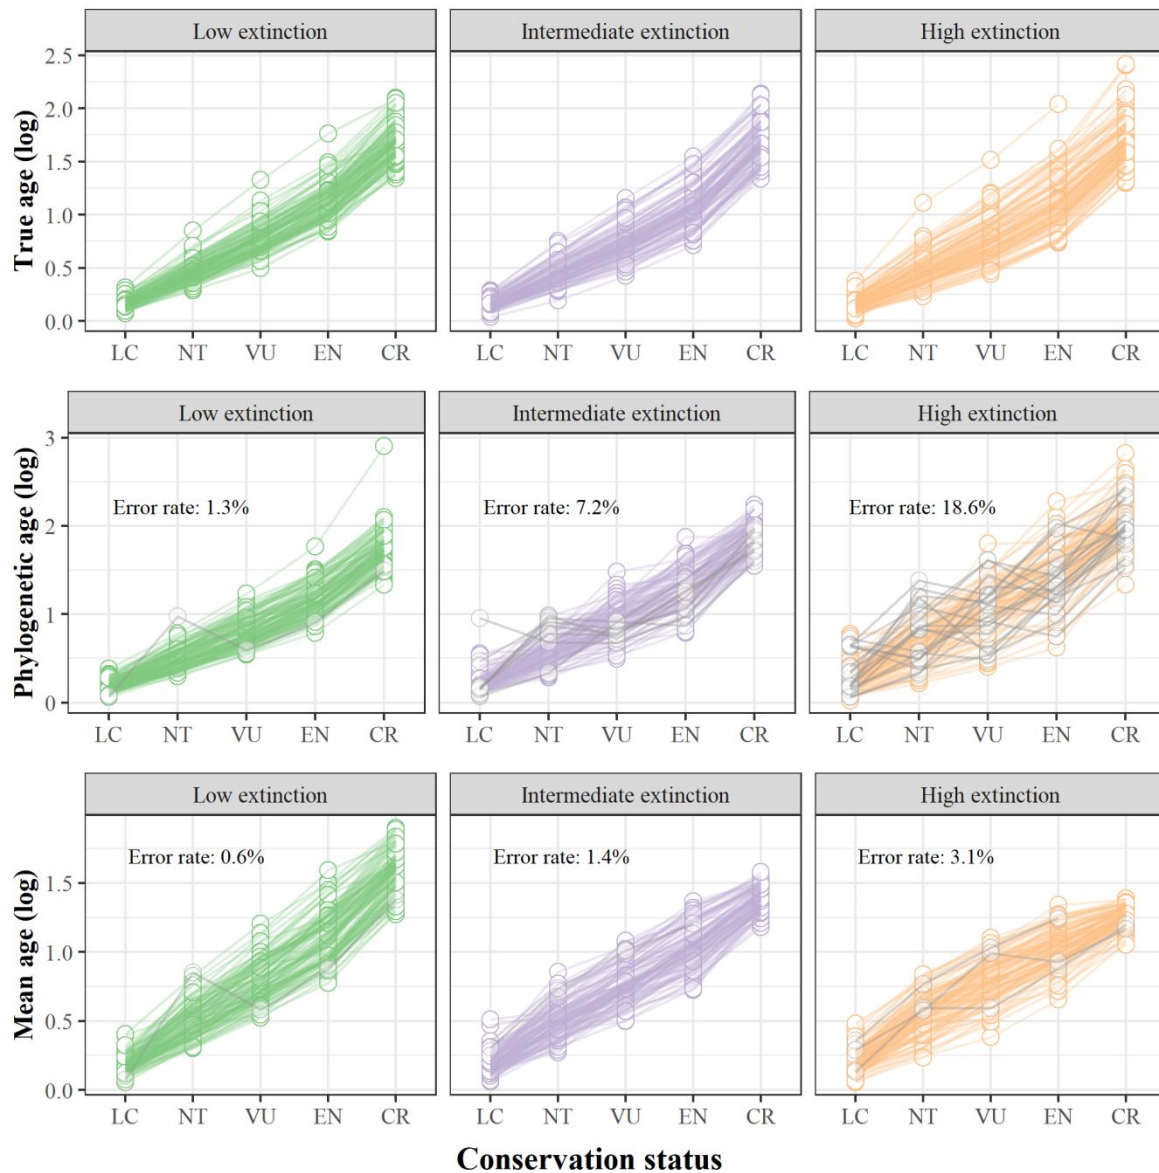 Low extinction
Intermediate extinction
High extinction
True age (log)
2.5
2.0
1.5
1.0
0.5
0.0
LC NT VU EN CR
LC NT VU EN CR
LC NT VU EN CR
Low extinction
Intermediate extinction
High extinction
Phylogenetic age (log)
3
2
1
0
Error rate: 1.3%
Error rate: 7.2%
Error rate: 18.6%
LC NT VU EN CR
LC NT VU EN CR
LC NT VU EN CR
Low extinction
Intermediate extinction
High extinction
Mean age (log)
1.5
1.0
0.5
0.0
Error rate: 0.6%
Error rate: 1.4%
Error rate: 3.1%
LC NT VU EN CR
LC NT VU EN CR
LC NT VU EN CR
Conservation status